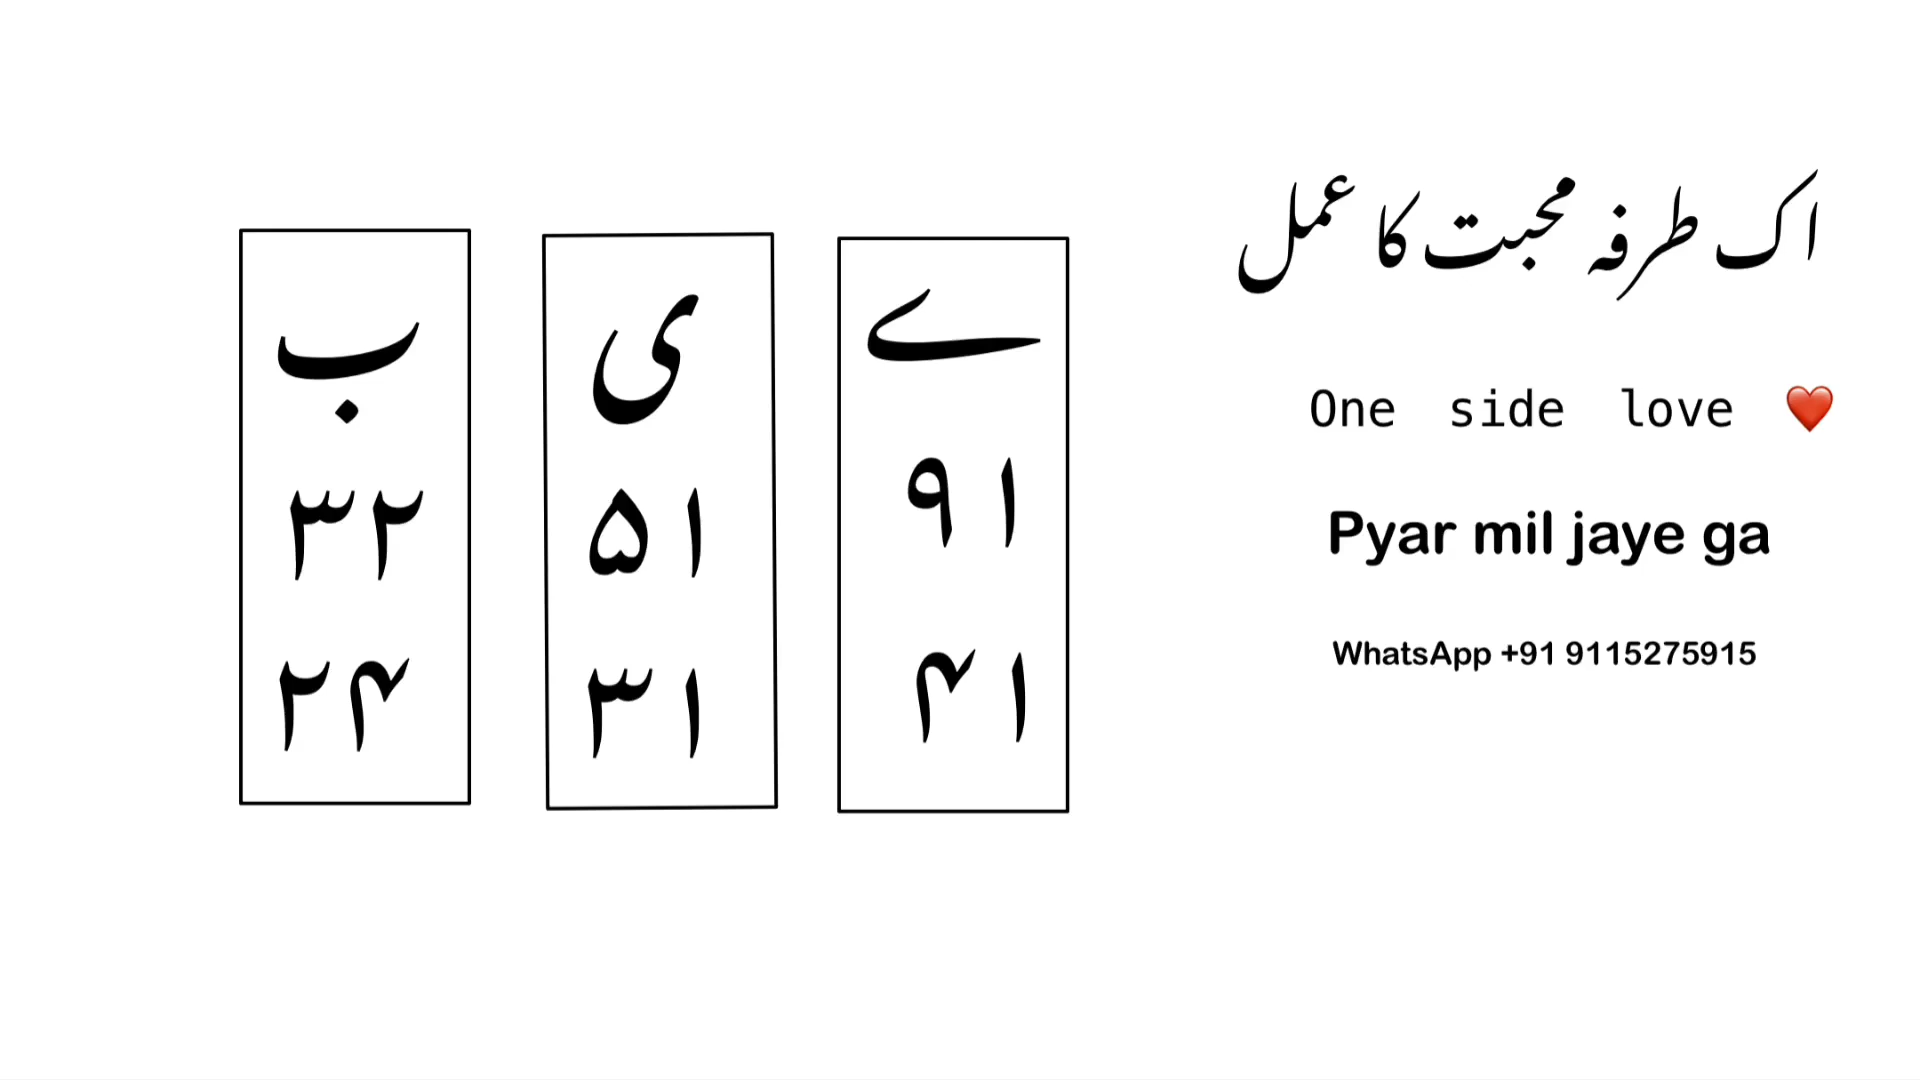 اک طرفہ محبت کا عمل
One side love ❤️
Pyar mil jaye ga
WhatsApp +91 9115275915
ے
۹۱
۴۱
ی
۵۱
۳۱
ب
۳۲
۲۴